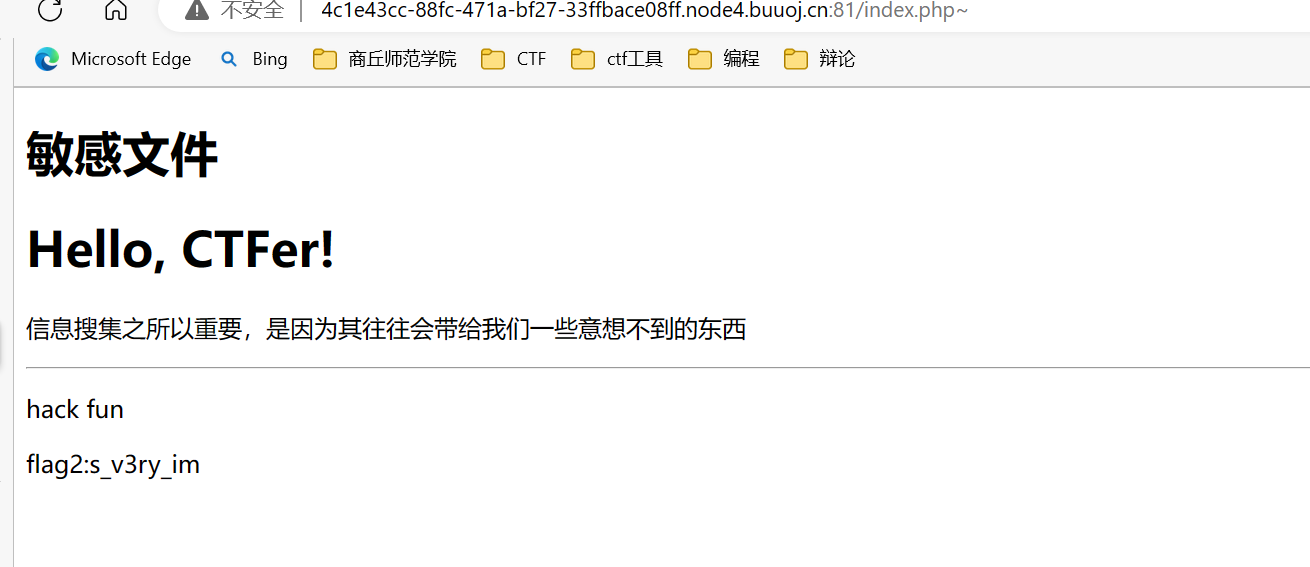 不安全 4c1e43cc-88fc-471a-bf27-33ffbace08ff.node4.buuoj.cn:81/index.php~
Microsoft Edge Bing 商丘师范学院 CTF ctf工具 编程 辩论
敏感文件
Hello, CTFer!
信息搜集之所以重要，是因为其往往会带给我们一些意想不到的东西
hack fun
flag2:s_v3ry_im